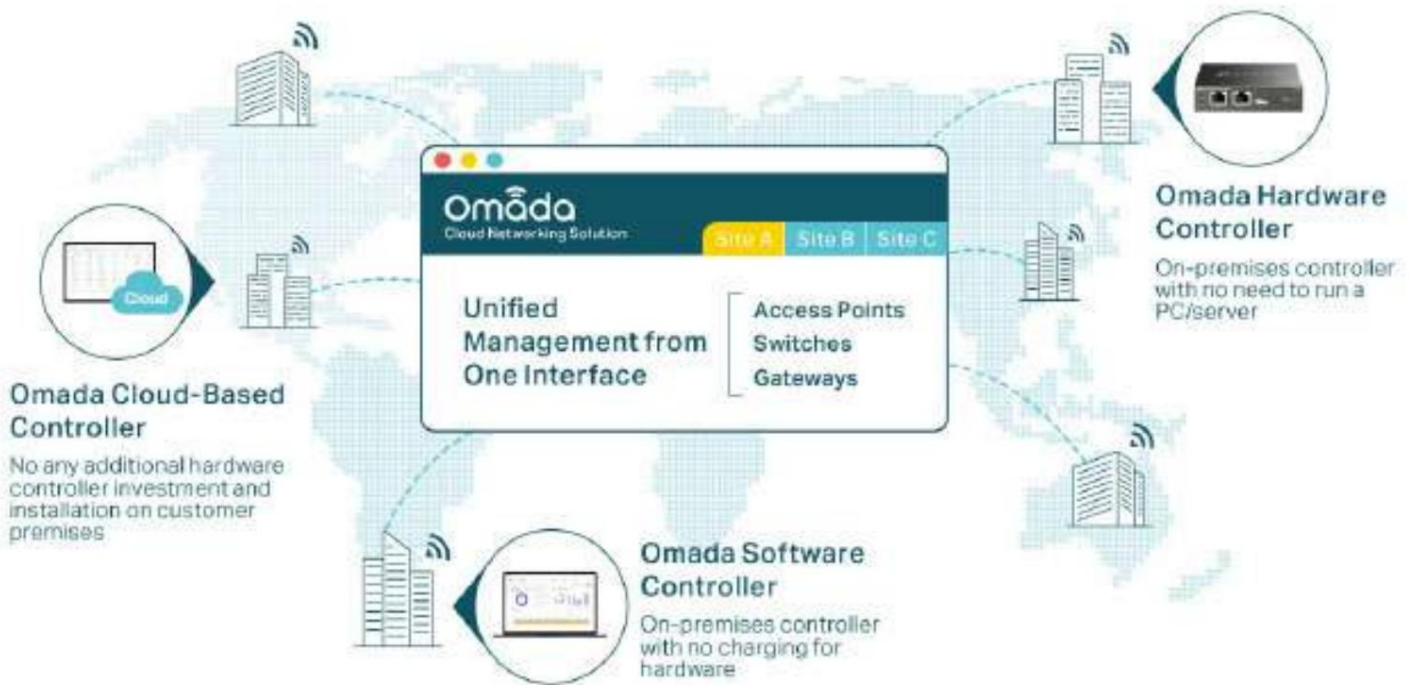 Omada
Cloud Networking Solution
Site A
Site B
Site C
Unified
Management from
One Interface
Access Points
Switches
Gateways
Omada Hardware
Controller
On-premises controller
with no need to run a
PC/server
Cloud
Omada Cloud-Based
Controller
No any additional hardware
controller investment and
installation on customer
premises
Omada Software
Controller
On-premises controller
with no charging for
hardware